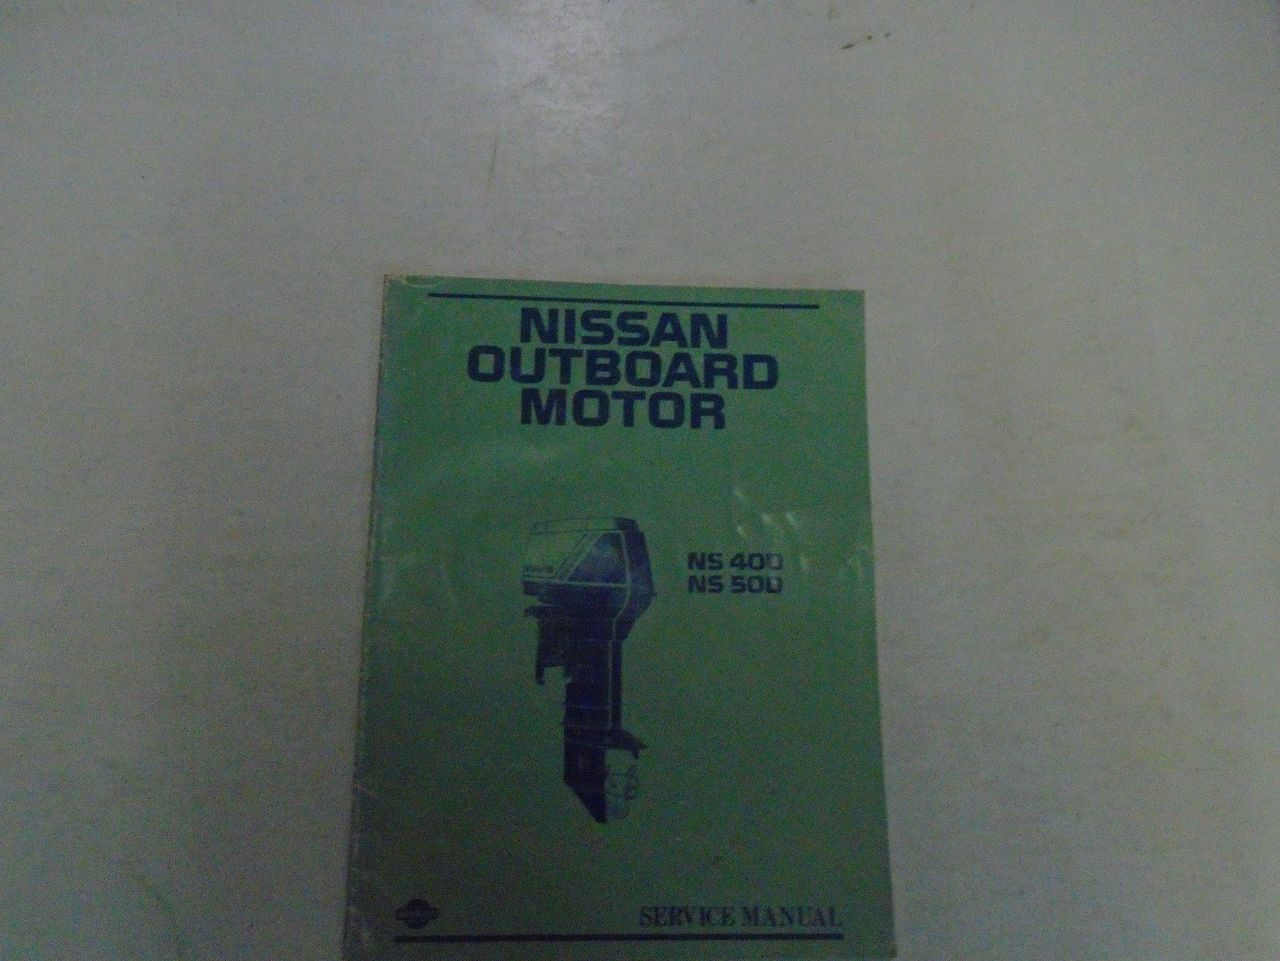 NISSAN
OUTBOARD
MOTOR
NS 40D
NS 50D
SERVICE MANUAL